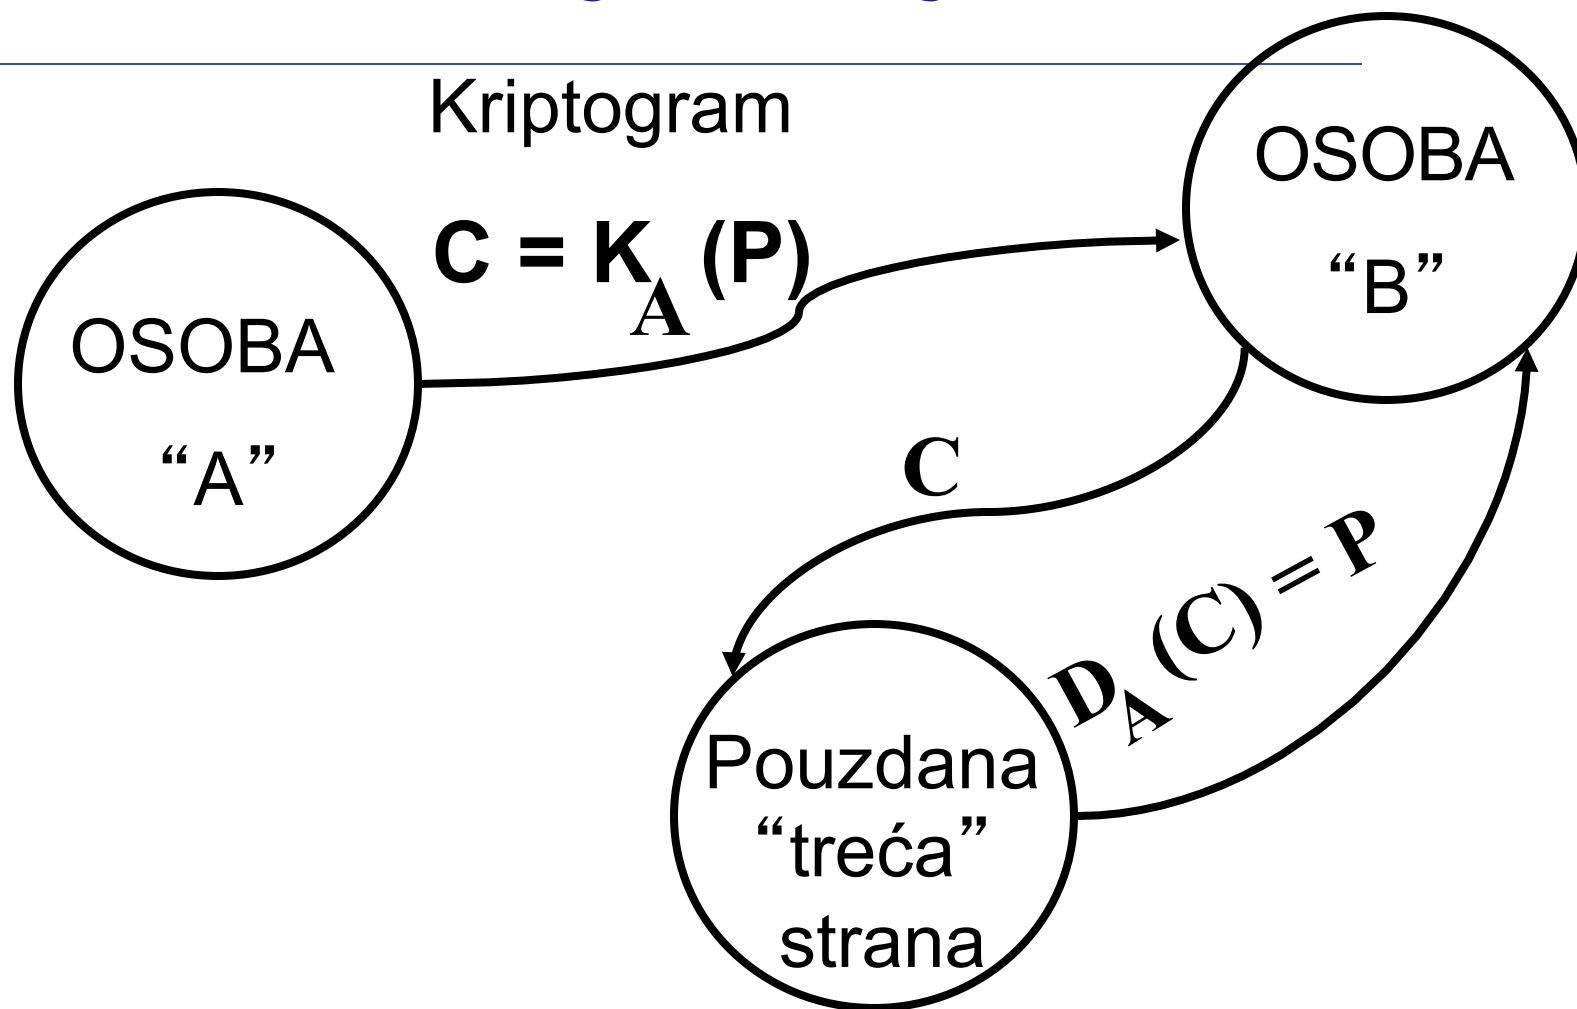 Kriptogram
C = K_A (P)
OSOBA
“A”
OSOBA
“B”
C
D_A (C) = P
Pouzdana
“treća”
strana